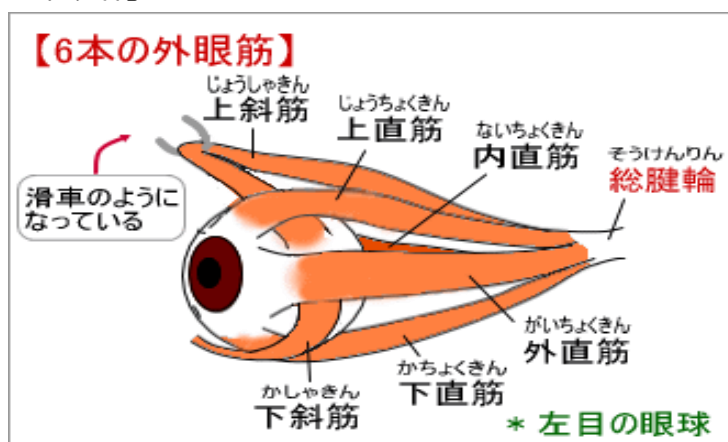 【6本の外眼筋】
じょうしゃきん
上斜筋
じょうちょくきん
上直筋
ないちょくきん
内直筋
そうけんりん
総腱輪
滑車のように
なっている
がいちょくきん
外直筋
かちょくきん
下直筋
かしゃきん
下斜筋
* 左目の眼球